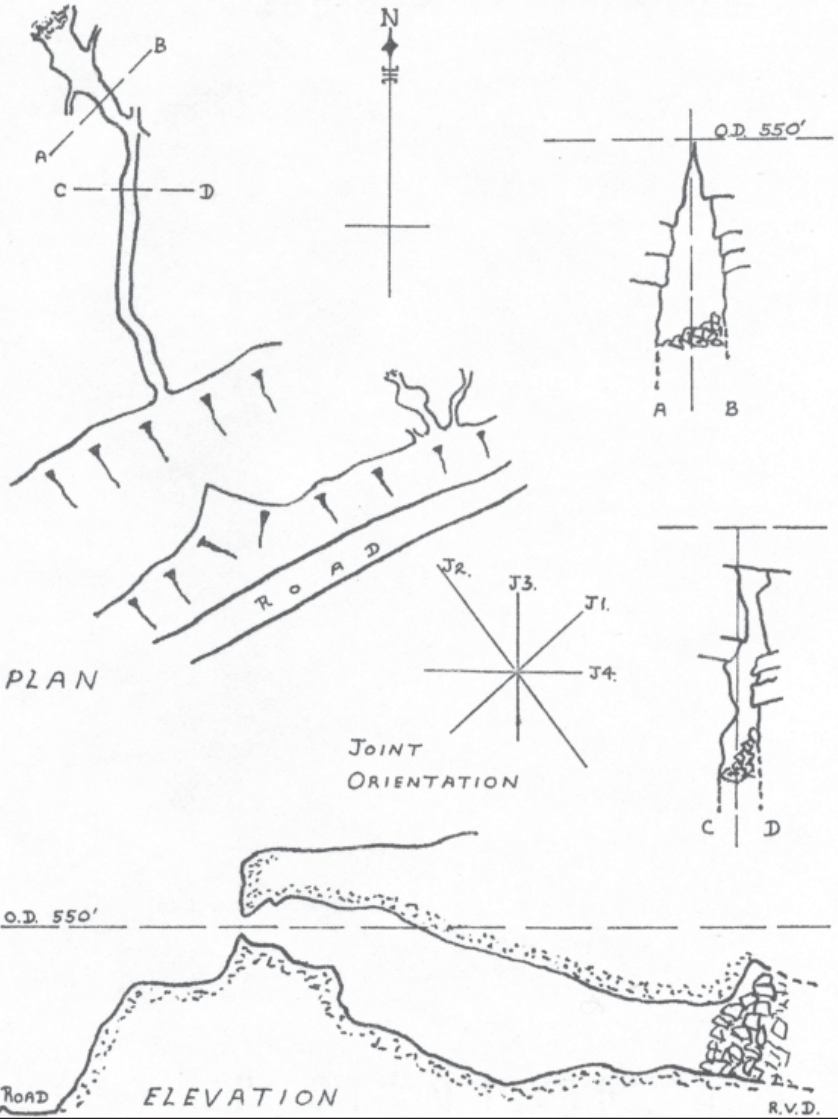 N
B
A
C D
O.D. 550'
A B
ROAD
J2. J3. J1.
J4.
PLAN
JOINT
ORIENTATION
C D
O.D. 550'
ROAD
ELEVATION
R.V.D.